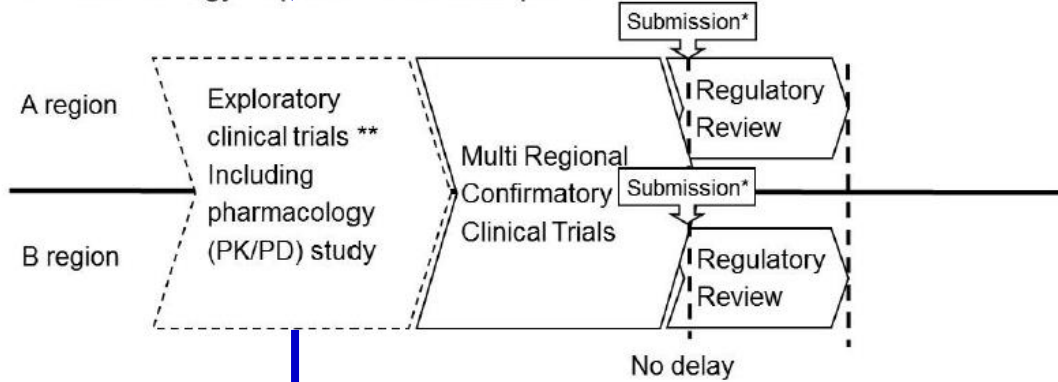 Submission*
A region
Exploratory
clinical trials **
Including
pharmacology
(PK/PD) study
Multi Regional
Confirmatory
Clinical Trials
Regulatory
Review
B region
Submission*
Regulatory
Review
No delay